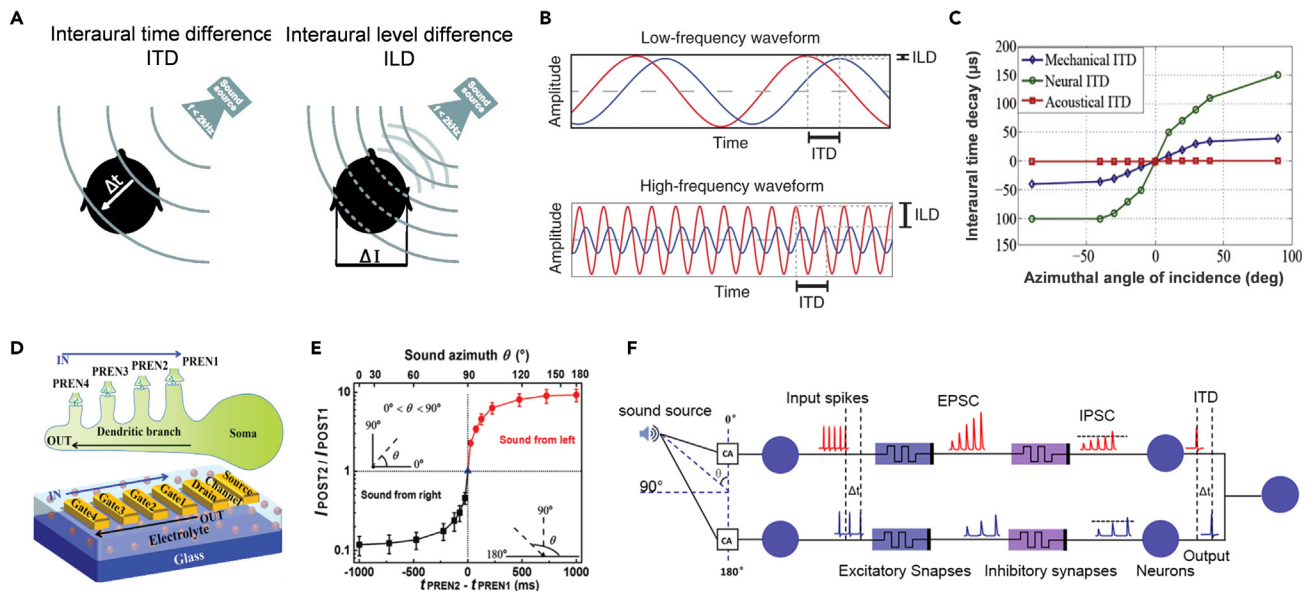 A
Interaural time difference
ITD
Interaural level difference
ILD
Sound
source
f < 2kHz
Δt
Sound
source
f < 2kHz
ΔI
B
Low-frequency waveform
Amplitude
Time
ITD
ILD
High-frequency waveform
Amplitude
Time
ITD
ILD
C
Interaural time decay (μs)
200
150
100
50
0
−50
100
150
Mechanical ITD
Neural ITD
Acoustical ITD
−50 0 50 100
Azimuthal angle of incidence (deg)
D
IN
PREN4
PREN3
PREN2
PREN1
OUT
Dendritic branch
Soma
IN
Gate4
Gate3
Gate2
Gate1
Drain
Channel
Source
OUT
Electrolyte
Glass
E
Sound azimuth θ (°)
0 30 60 90 120 150 180
IPOST2 / IPOST1
10
1
0.1
0° < θ < 90°
90°
θ
0°
Sound from left
Sound from right
90°
θ
180°
0°
-1000 -500 0 500 1000
tPREN2 - tPREN1 (ms)
F
sound source
0°
CA
θ
90°
CA
180°
Input spikes
Δt
EPSC
IPSC
ITD
Δt
Output
Excitatory Snapses
Inhibitory synapses
Neurons